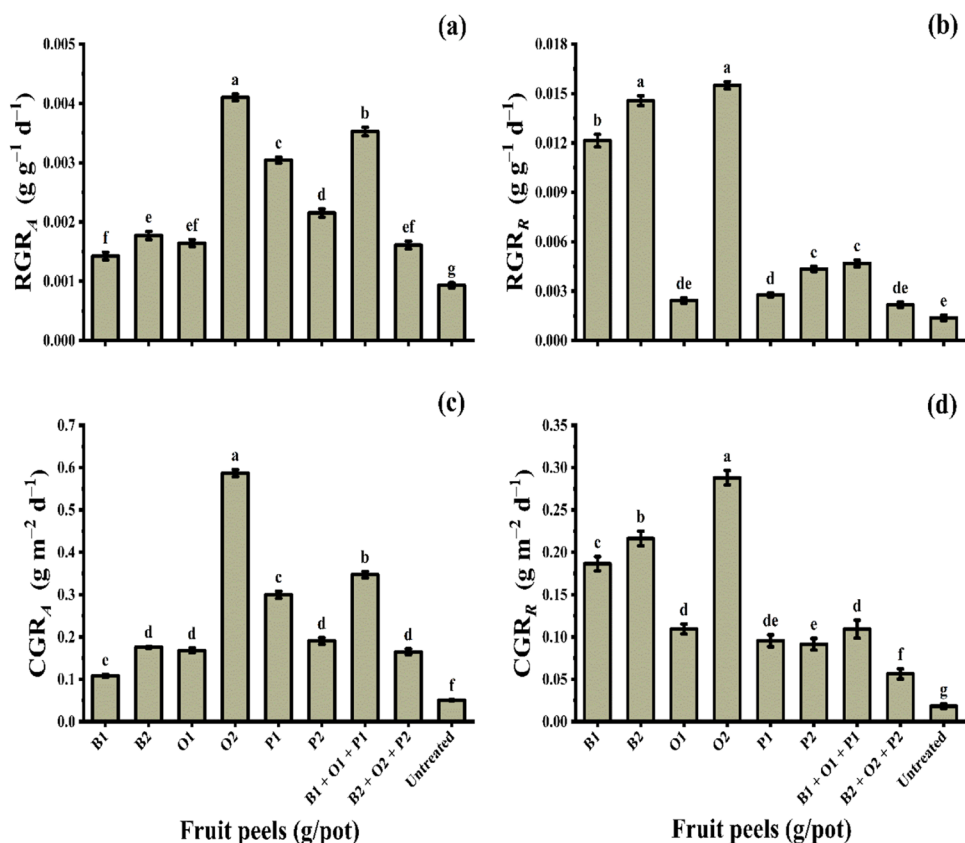 (a)
RGR_A (g g⁻¹ d⁻¹)
0.005
0.004
0.003
0.002
0.001
0.000
f
e
ef
a
c
d
b
ef
g
(b)
RGR_R (g g⁻¹ d⁻¹)
0.018
0.015
0.012
0.009
0.006
0.003
0.000
b
a
de
a
d
c
c
de
e
(c)
CGR_A (g m⁻² d⁻¹)
0.7
0.6
0.5
0.4
0.3
0.2
0.1
0.0
e
d
d
a
c
d
b
d
f
B1
B2
O1
O2
P1
P2
B1 + O1 + P1
B2 + O2 + P2
Untreated
Fruit peels (g/pot)
(d)
CGR_R (g m⁻² d⁻¹)
0.35
0.30
0.25
0.20
0.15
0.10
0.05
0.00
c
b
d
a
de
e
d
f
g
B1
B2
O1
O2
P1
P2
B1 + O1 + P1
B2 + O2 + P2
Untreated
Fruit peels (g/pot)